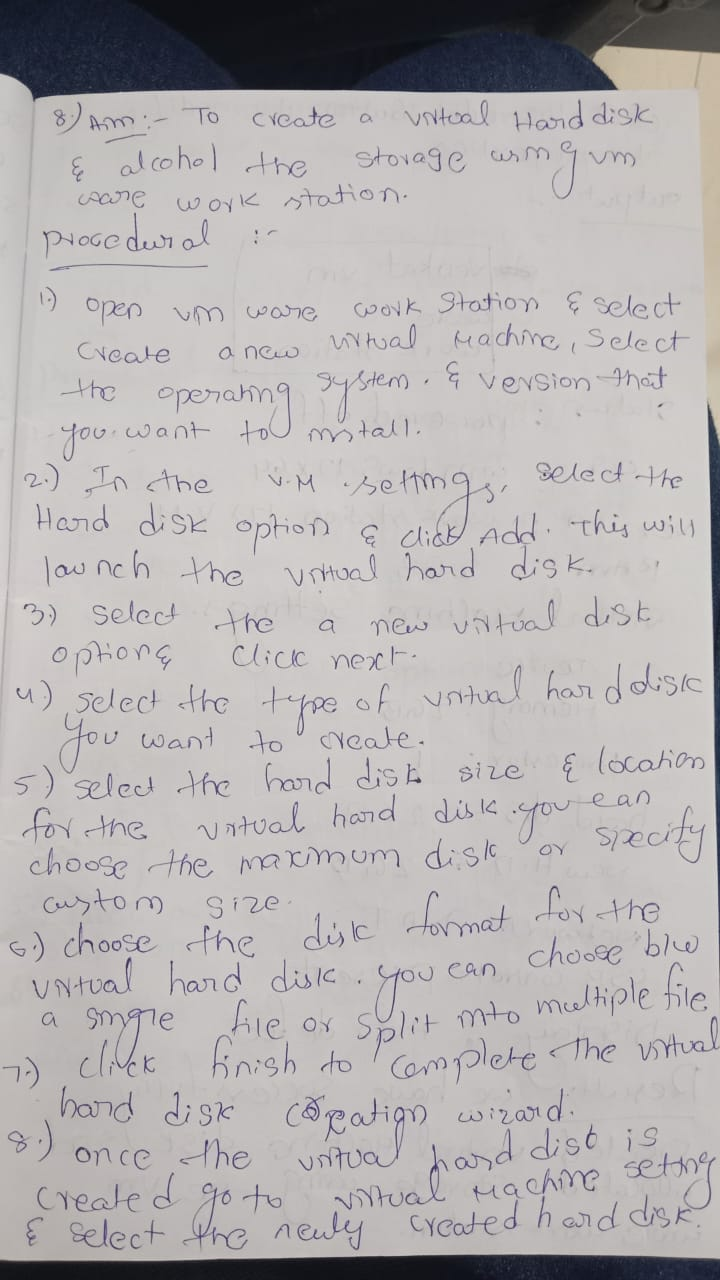 8.) Aim:- To create a virtual Hard disk
& alcohol the storage using vm
ware work station.
procedural :-
1.) open vm ware work Station & select
Create a new virtual Machine, Select
the operating system. & version that
you want to install.
2.) In the V.M settings, select the
Hard disk option & click Add. This will
launch the virtual hard disk.
3.) Select the a new virtual disk
option & Click next.
4.) select the type of virtual hard disk
you want to create.
5.) select the hard disk size & location
for the virtual hard disk. you can
choose the maximum disk or specify
custom size.
6.) choose the disk format for the
virtual hard disk. you can choose b/w
a single file or split into multiple file
7.) click finish to complete the virtual
hard disk creation wizard.
8.) once the virtual hard disk is
created go to virtual Machine setting
& select the newly created hard disk.